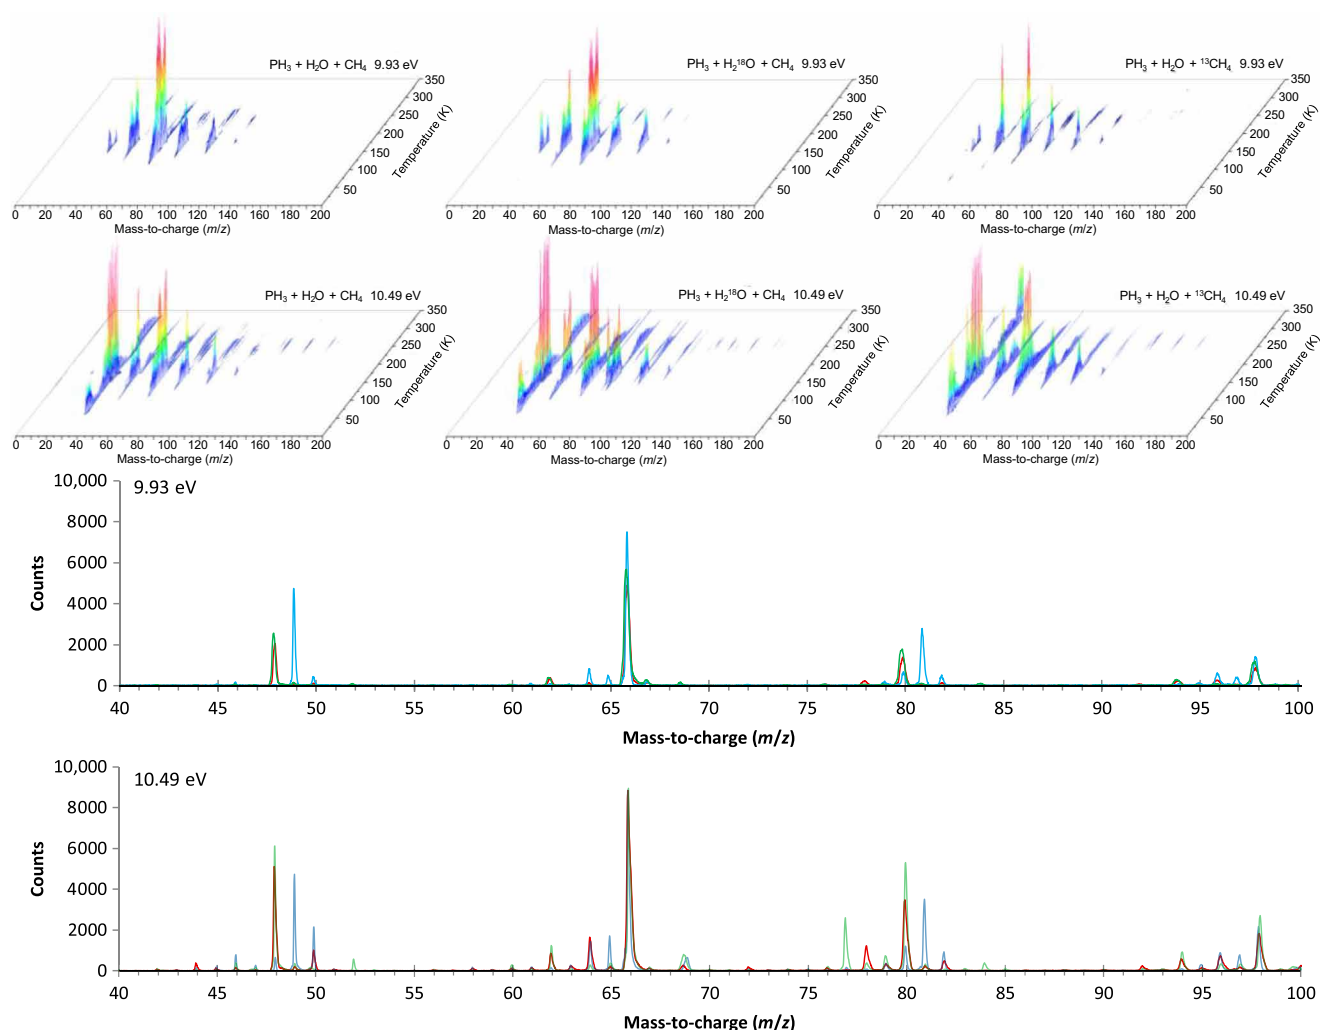 PH3 + H2O + CH4 9.93 eV
350
300
250
200
150
100
50
Temperature (K)
0 20 40 60 80 100 120 140 160 180 200
Mass-to-charge (m/z)
PH3 + H2¹⁸O + CH4 9.93 eV
350
300
250
200
150
100
50
Temperature (K)
0 20 40 60 80 100 120 140 160 180 200
Mass-to-charge (m/z)
PH3 + H2O + ¹³CH4 9.93 eV
350
300
250
200
150
100
50
Temperature (K)
0 20 40 60 80 100 120 140 160 180 200
Mass-to-charge (m/z)
PH3 + H2O + CH4 10.49 eV
350
300
250
200
150
100
50
Temperature (K)
0 20 40 60 80 100 120 140 160 180 200
Mass-to-charge (m/z)
PH3 + H2¹⁸O + CH4 10.49 eV
350
300
250
200
150
100
50
Temperature (K)
0 20 40 60 80 100 120 140 160 180 200
Mass-to-charge (m/z)
PH3 + H2O + ¹³CH4 10.49 eV
350
300
250
200
150
100
50
Temperature (K)
0 20 40 60 80 100 120 140 160 180 200
Mass-to-charge (m/z)
9.93 eV
10,000
8000
6000
4000
2000
0
Counts
40 45 50 55 60 65 70 75 80 85 90 95 100
Mass-to-charge (m/z)
10.49 eV
10,000
8000
6000
4000
2000
0
Counts
40 45 50 55 60 65 70 75 80 85 90 95 100
Mass-to-charge (m/z)